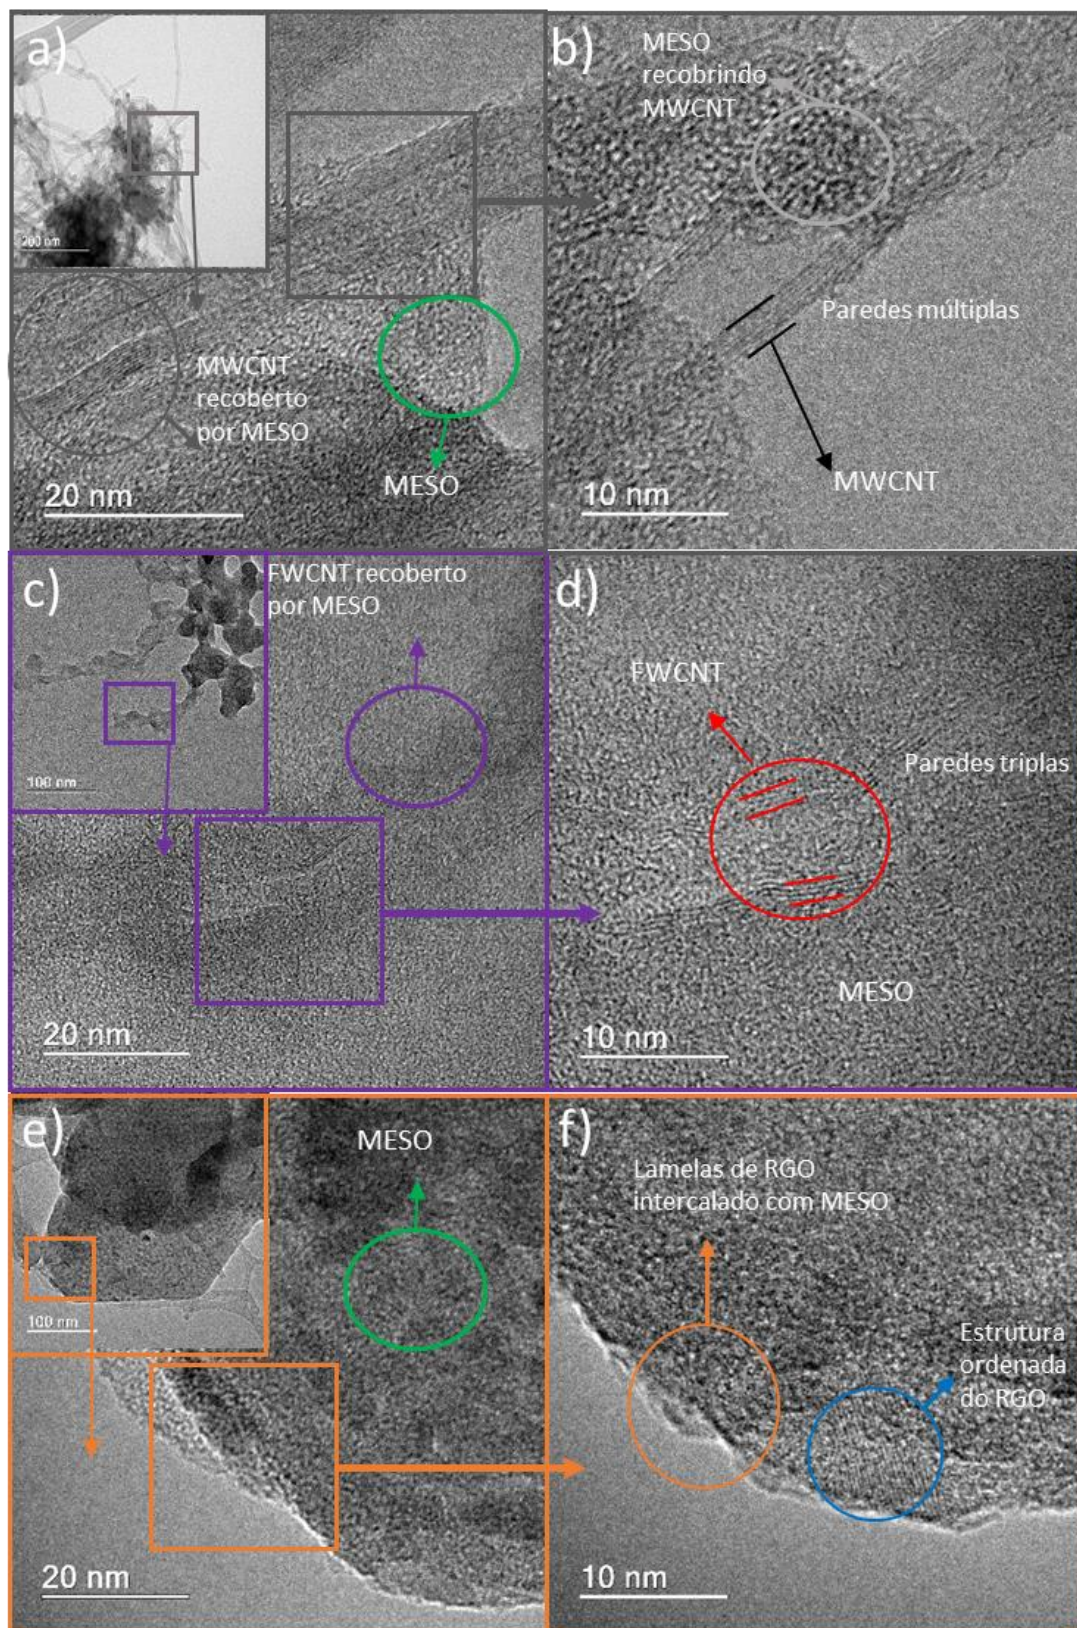 a)
200 nm
MWCNT
recoberto
por MESO
MESO
20 nm
b)
MESO
recobrindo
MWCNT
Paredes múltiplas
MWCNT
10 nm
c)
FWCNT recoberto
por MESO
100 nm
20 nm
d)
FWCNT
Paredes triplas
MESO
10 nm
e)
MESO
100 nm
20 nm
f)
Lamelas de RGO
intercalado com MESO
Estrutura
ordenada
do RGO
10 nm